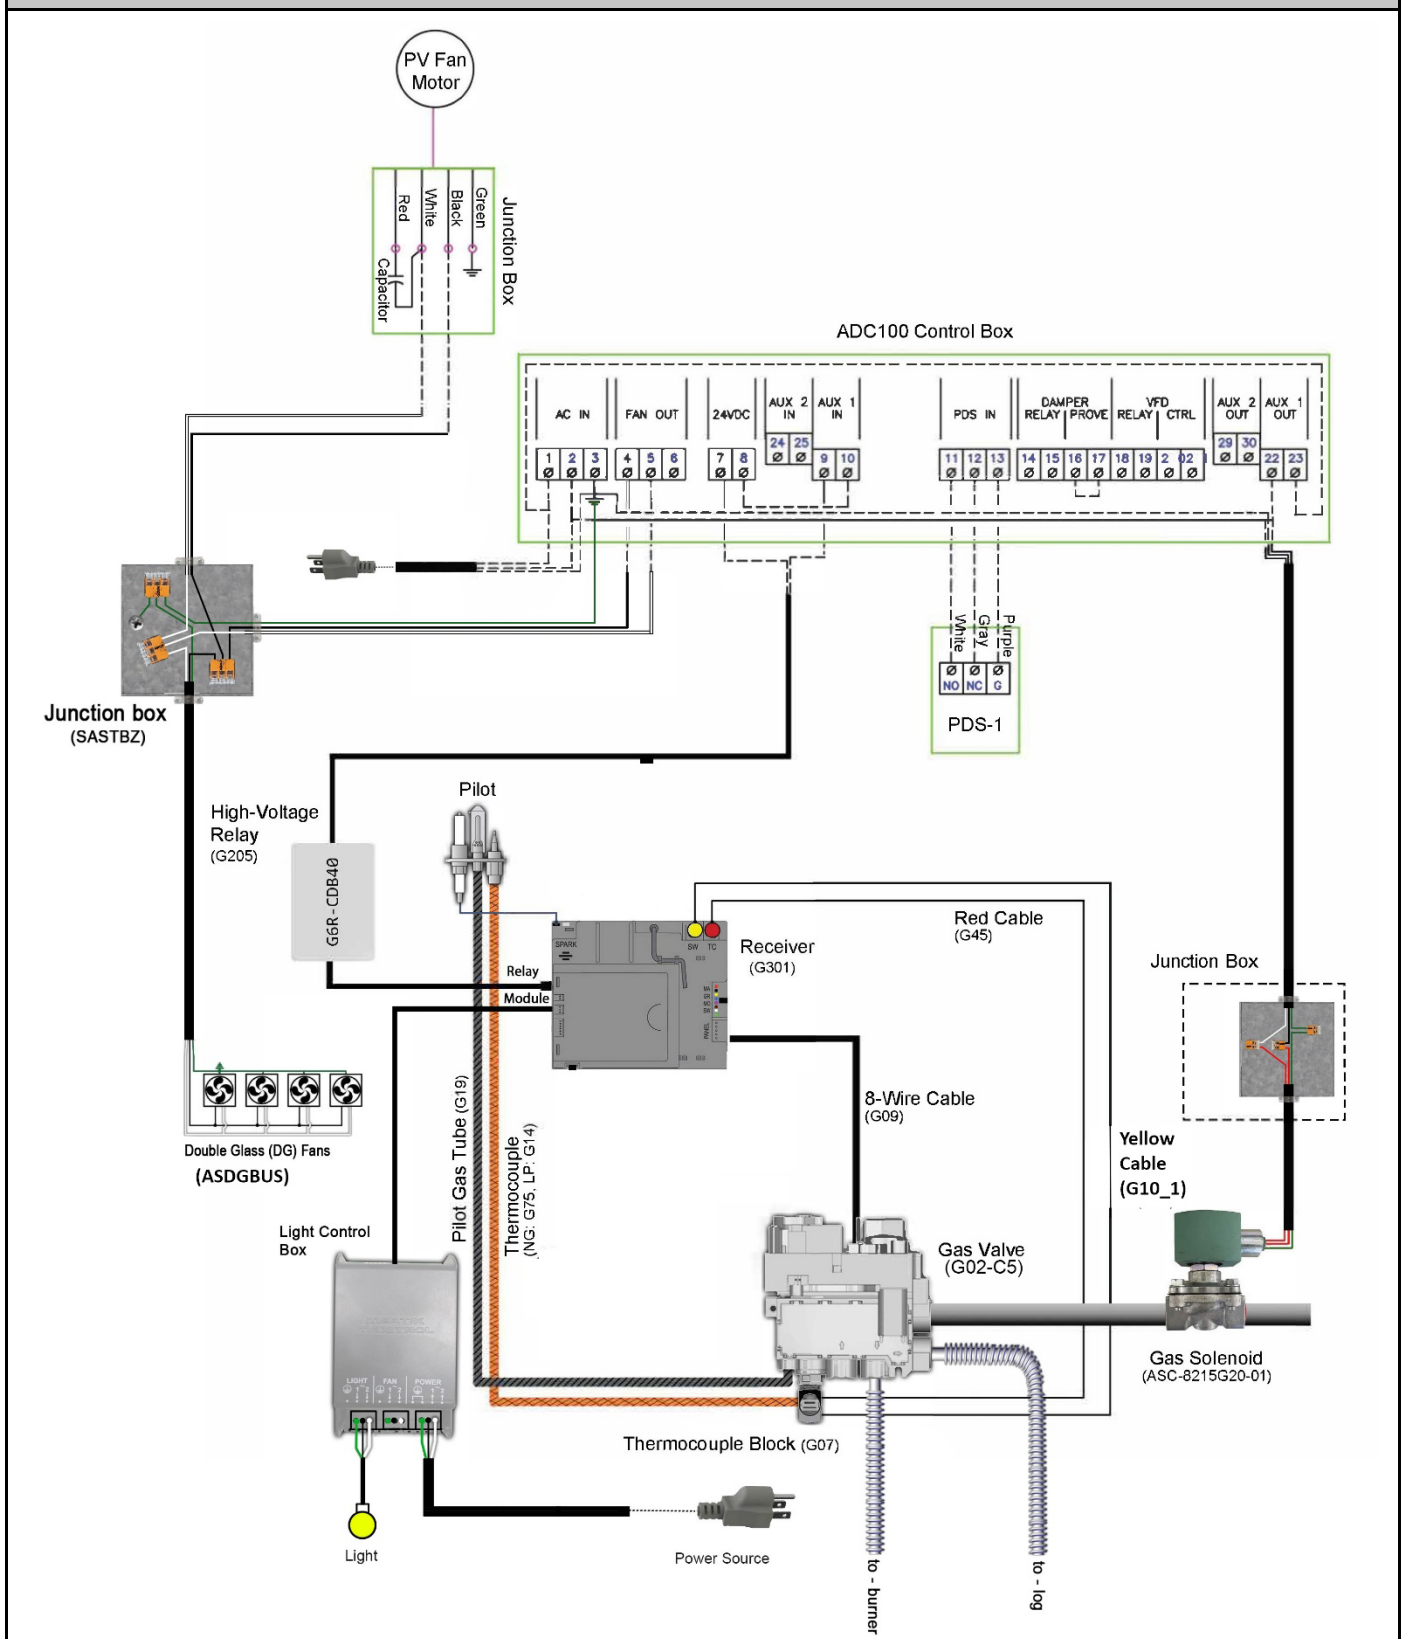 PV Fan
Motor
Red
White
Black
Green
Capacitor
Junction Box
ADC100 Control Box
AC IN
FAN OUT
24VDC
AUX 2
IN
AUX 1
IN
PDS IN
DAMPER
RELAY PROVE
VFD
RELAY CTRL
AUX 2
OUT
AUX 1
OUT
1 2 3 4 5 6 7 8 24 25 9 10 11 12 13 14 15 16 17 18 19 2 02 29 30 22 23
White
Gray
Purple
NO NC G
PDS-1
Junction box
(SASTBZ)
High-Voltage
Relay
(G205)
G6R-CDB40
Pilot
SPARK
SW TC
Receiver
(G301)
Red Cable
(G45)
Relay
Module
PANEL
Junction Box
8-Wire Cable
(G09)
Yellow
Cable
(G10_1)
Double Glass (DG) Fans
(ASDGBUS)
Pilot Gas Tube (G19)
Thermocouple
(NG: G75, LP: G14)
Light Control
Box
LIGHT FAN POWER
Gas Valve
(G02-C5)
Gas Solenoid
(ASC-8215G20-01)
Thermocouple Block (G07)
Light
Power Source
to - burner
to - log